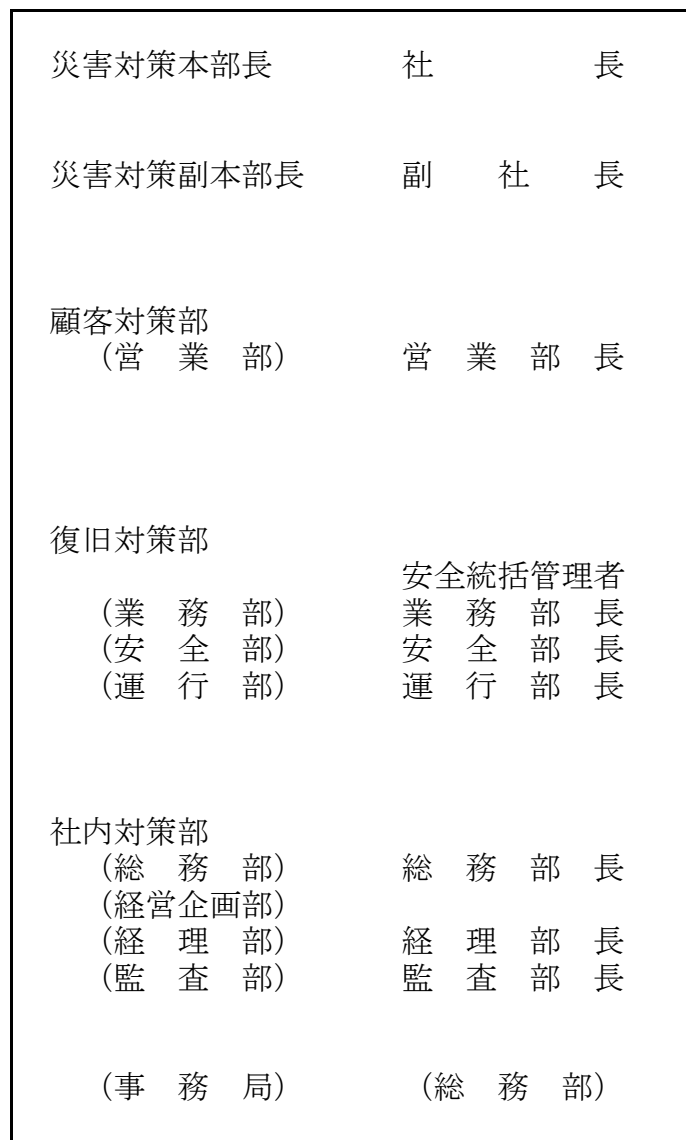 災害対策本部長 社長
災害対策副本部長 副社長
顧客対策部
(営業部) 営業部長
復旧対策部
安全統括管理者
(業務部) 業務部長
(安全部) 安全部長
(運行部) 運行部長
社内対策部
(総務部) 総務部長
(経営企画部)
(経理部) 経理部長
(監査部) 監査部長
(事務局) (総務部)